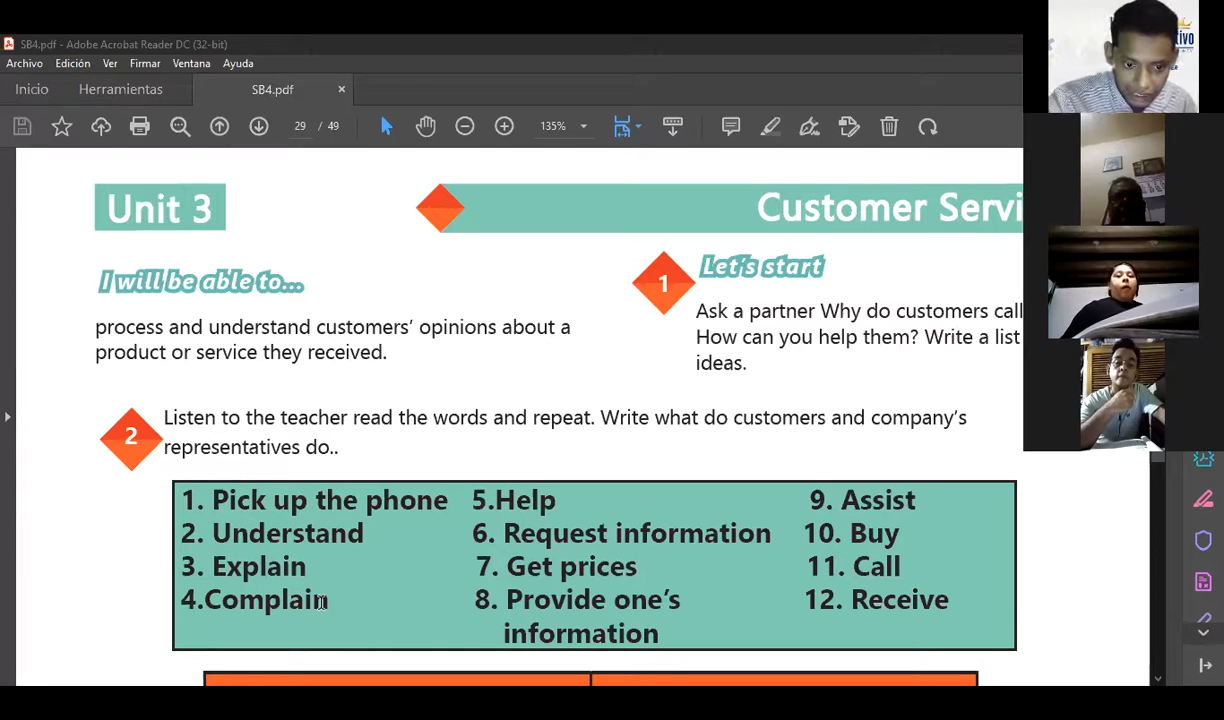 SB4.pdf - Adobe Acrobat Reader DC (32-bit)
Archivo Edición Ver Firmar Ventana Ayuda
Inicio Herramientas SB4.pdf ×
29 / 49 135%
Unit 3
Customer Servi
I will be able to...
process and understand customers’ opinions about a
product or service they received.
1
Let’s start
Ask a partner Why do customers call
How can you help them? Write a list
ideas.
2
Listen to the teacher read the words and repeat. Write what do customers and company’s
representatives do..
1. Pick up the phone 5.Help 9. Assist
2. Understand 6. Request information 10. Buy
3. Explain 7. Get prices 11. Call
4.Complain 8. Provide one’s 12. Receive
information